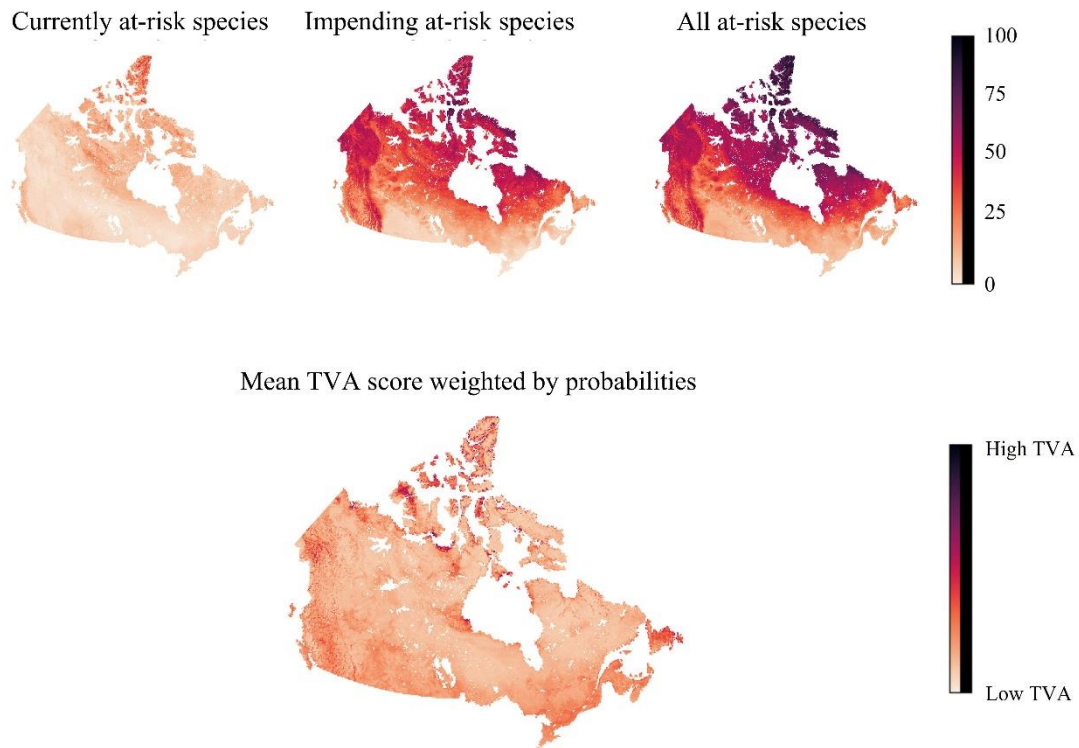 Currently at-risk species
Impending at-risk species
All at-risk species
100
75
50
25
0
Mean TVA score weighted by probabilities
High TVA
Low TVA